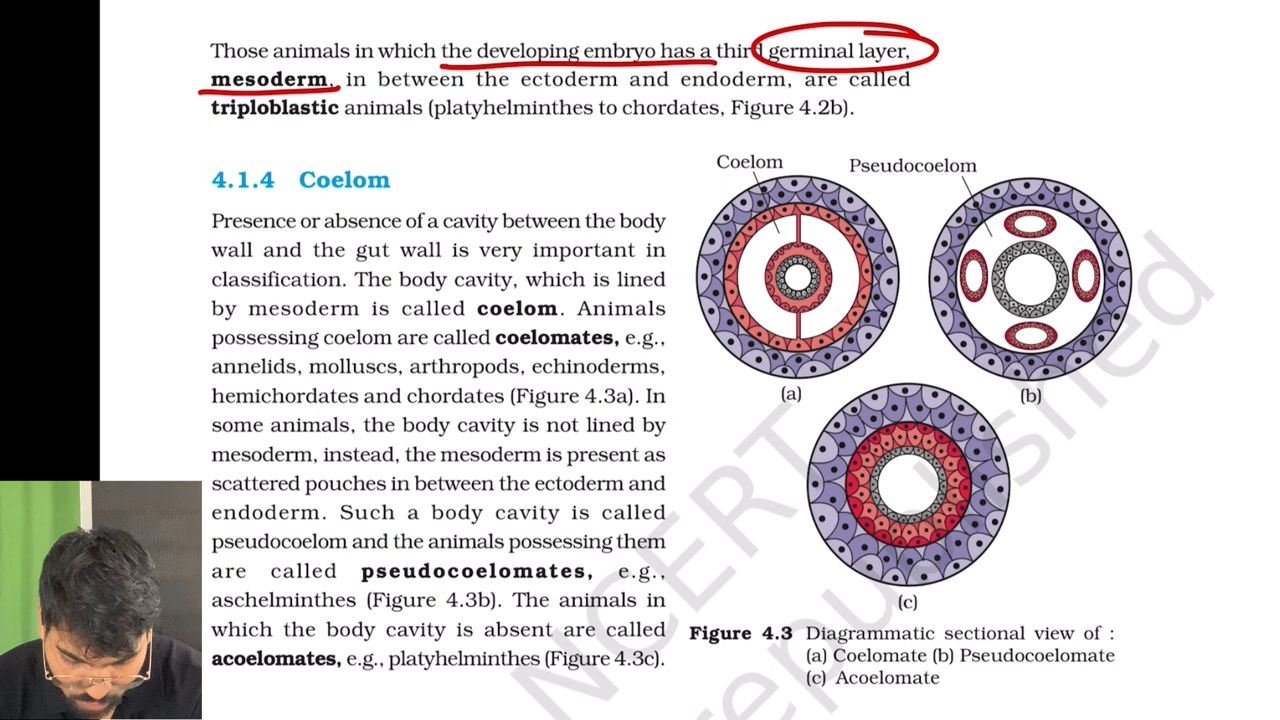 Those animals in which the developing embryo has a third germinal layer,
mesoderm, in between the ectoderm and endoderm, are called
triploblastic animals (platyhelminthes to chordates, Figure 4.2b).
4.1.4 Coelom
Presence or absence of a cavity between the body
wall and the gut wall is very important in
classification. The body cavity, which is lined
by mesoderm is called coelom. Animals
possessing coelom are called coelomates, e.g.,
annelids, molluscs, arthropods, echinoderms,
hemichordates and chordates (Figure 4.3a). In
some animals, the body cavity is not lined by
mesoderm, instead, the mesoderm is present as
scattered pouches in between the ectoderm and
endoderm. Such a body cavity is called
pseudocoelom and the animals possessing them
are called pseudocoelomates, e.g.,
aschelminthes (Figure 4.3b). The animals in
which the body cavity is absent are called
acoelomates, e.g., platyhelminthes (Figure 4.3c).
Coelom
Pseudocoelom
(a)
(b)
(c)
Figure 4.3 Diagrammatic sectional view of :
(a) Coelomate (b) Pseudocoelomate
(c) Acoelomate
NCERT